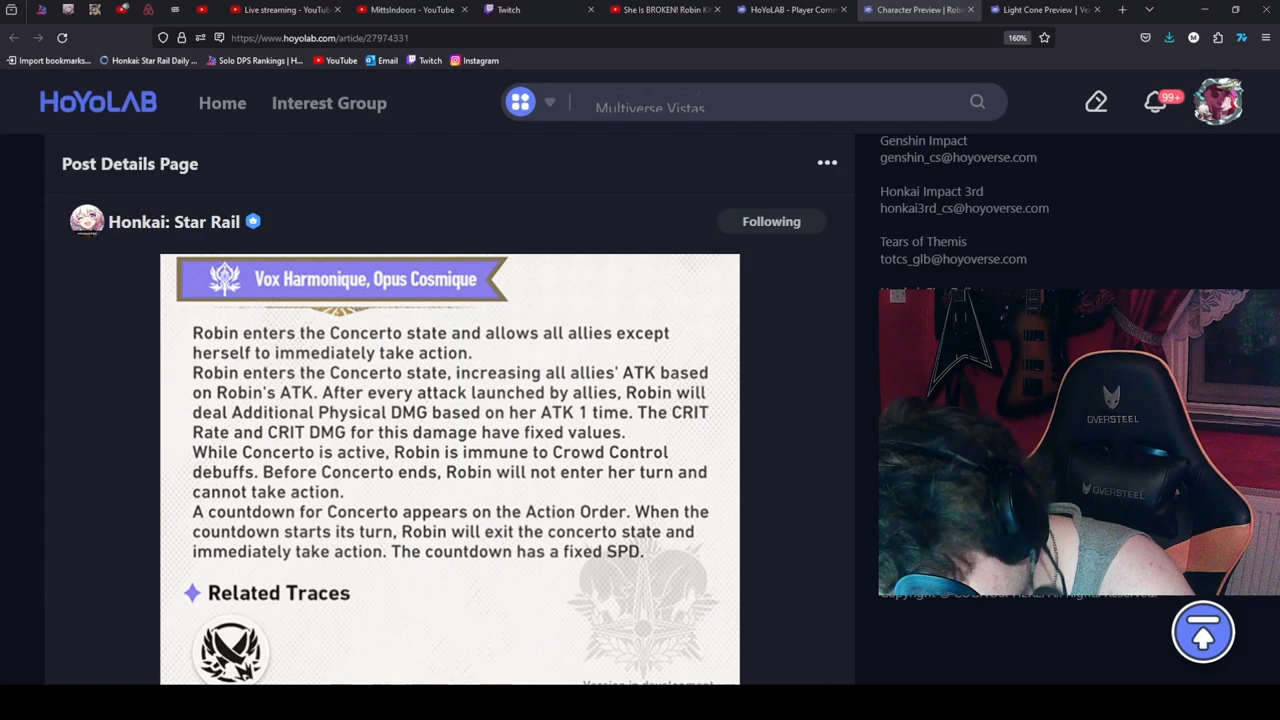 Live streaming - YouTu
MittsIndoors - YouTube
Twitch
She Is BROKEN! Robin K
HoYoLAB - Player Com
Character Preview | Rob
Light Cone Preview | Ve
https://www.hoyolab.com/article/27974331
160%
Import bookmarks...
Honkai: Star Rail Daily ...
Solo DPS Rankings | H...
YouTube
Email
Twitch
Instagram
HoYoLAB
Home
Interest Group
Multiverse Vistas
99+
Post Details Page
Honkai: Star Rail
Following
Vox Harmonique, Opus Cosmique
Robin enters the Concerto state and allows all allies except
herself to immediately take action.
Robin enters the Concerto state, increasing all allies' ATK based
on Robin's ATK. After every attack launched by allies, Robin will
deal Additional Physical DMG based on her ATK 1 time. The CRIT
Rate and CRIT DMG for this damage have fixed values.
While Concerto is active, Robin is immune to Crowd Control
debuffs. Before Concerto ends, Robin will not enter her turn and
cannot take action.
A countdown for Concerto appears on the Action Order. When the
countdown starts its turn, Robin will exit the concerto state and
immediately take action. The countdown has a fixed SPD.
Related Traces
Version in development
Genshin Impact
genshin_cs@hoyoverse.com
Honkai Impact 3rd
honkai3rd_cs@hoyoverse.com
Tears of Themis
totcs_glb@hoyoverse.com
OVERSTEEL
OVERSTEEL